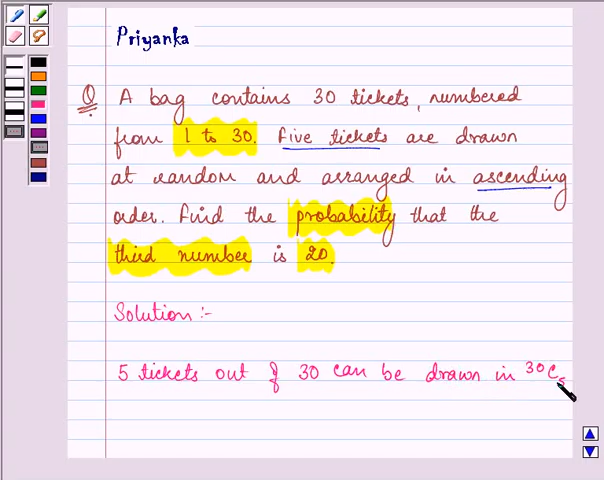 Priyanka
Q A bag contains 30 tickets, numbered
from 1 to 30. Five tickets are drawn
at random and arranged in ascending
order. Find the probability that the
third number is 20.
Solution :-
5 tickets out of 30 can be drawn in ³⁰C₅